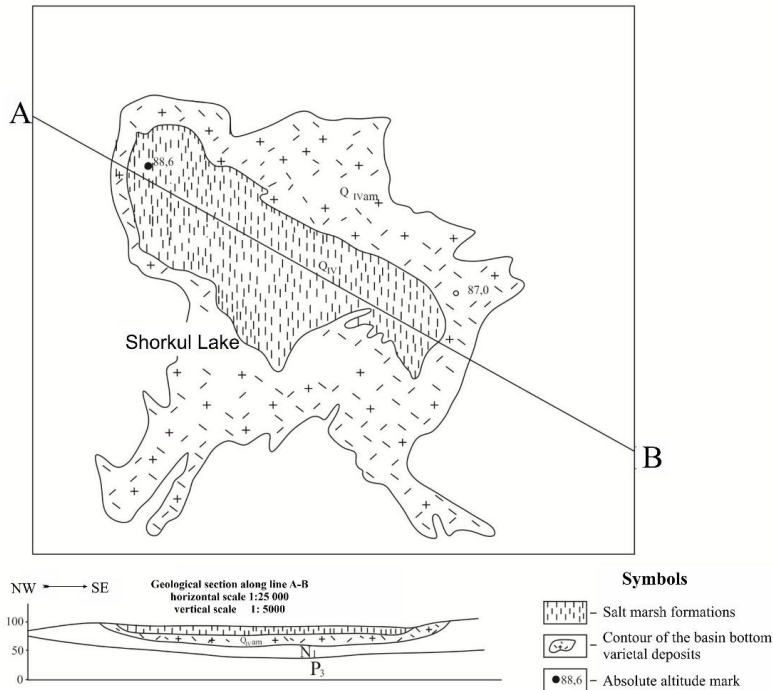 A
88,6
Q IVam
Q IV
87,0
Shorkul Lake
B
NW SE
Geological section along line A-B
horizontal scale 1:25 000
vertical scale 1: 5000
100
50
0
Q IVam
N1
P3
Symbols
– Salt marsh formations
– Contour of the basin bottom
varietal deposits
88,6 – Absolute altitude mark